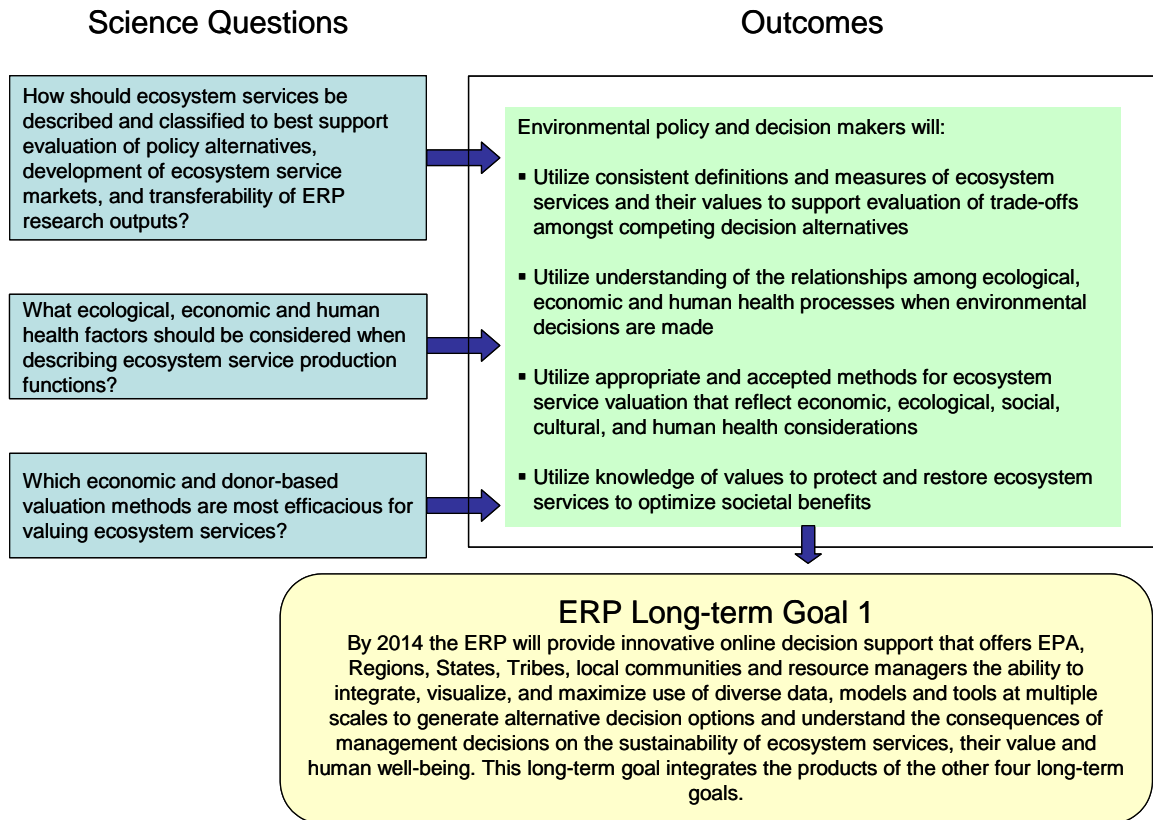 Science Questions
Outcomes
How should ecosystem services be
described and classified to best support
evaluation of policy alternatives,
development of ecosystem service
markets, and transferability of ERP
research outputs?
What ecological, economic and human
health factors should be considered when
describing ecosystem service production
functions?
Which economic and donor-based
valuation methods are most efficacious for
valuing ecosystem services?
Environmental policy and decision makers will:
▪ Utilize consistent definitions and measures of ecosystem
services and their values to support evaluation of trade-offs
amongst competing decision alternatives
▪ Utilize understanding of the relationships among ecological,
economic and human health processes when environmental
decisions are made
▪ Utilize appropriate and accepted methods for ecosystem
service valuation that reflect economic, ecological, social,
cultural, and human health considerations
▪ Utilize knowledge of values to protect and restore ecosystem
services to optimize societal benefits
ERP Long-term Goal 1
By 2014 the ERP will provide innovative online decision support that offers EPA,
Regions, States, Tribes, local communities and resource managers the ability to
integrate, visualize, and maximize use of diverse data, models and tools at multiple
scales to generate alternative decision options and understand the consequences of
management decisions on the sustainability of ecosystem services, their value and
human well-being. This long-term goal integrates the products of the other four long-term
goals.